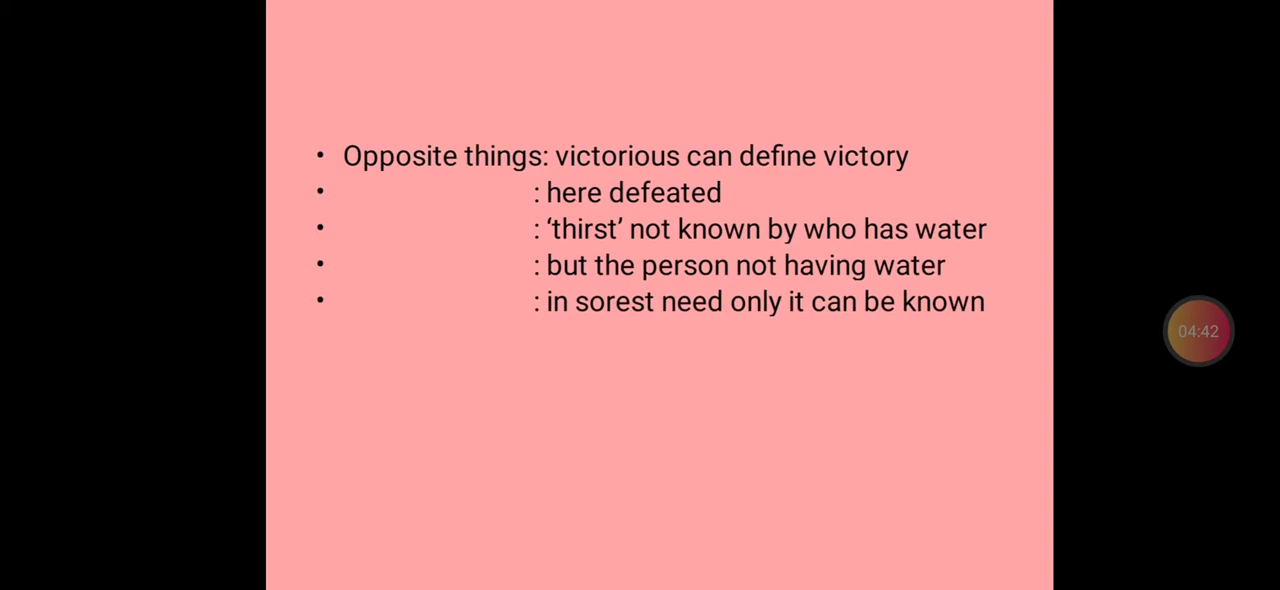 • Opposite things: victorious can define victory
• : here defeated
• : ‘thirst’ not known by who has water
• : but the person not having water
• : in sorest need only it can be known
04:42